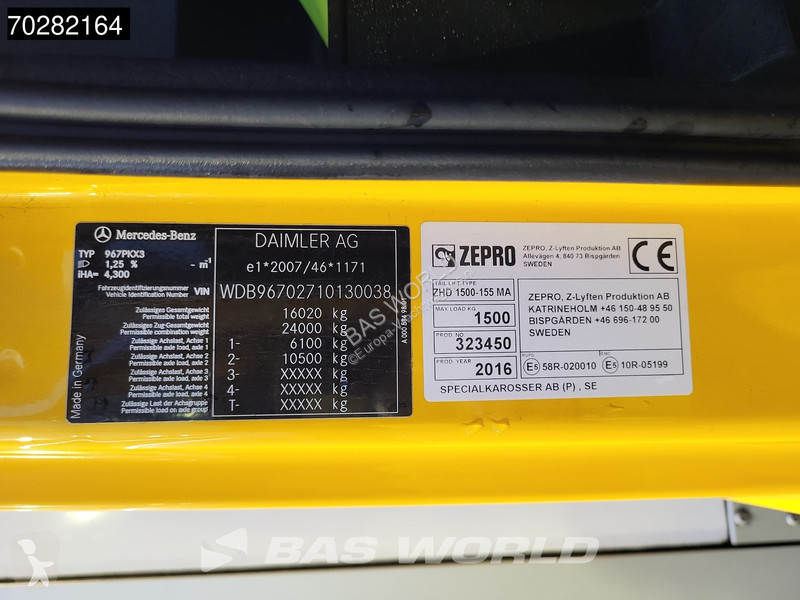 70282164
Mercedes-Benz
DAIMLER AG
TYP 967PKX3
1,25 % - m⁻¹
iHA= 4,300
e1*2007/46*1171
Fahrzeugidentifizierungsnummer
Vehicle Identification Number VIN
WDB96702710130038
Zulässiges Gesamtgewicht
Permissible total weight
16020 kg
Zulässiges Zug-Gesamtgewicht
Permissible combination weight
24000 kg
Zulässige Achslast, Achse 1
Permissible axle load, axle 1
1- 6100 kg
Zulässige Achslast, Achse 2
Permissible axle load, axle 2
2- 10500 kg
Zulässige Achslast, Achse 3
Permissible axle load, axle 3
3- XXXXX kg
Zulässige Achslast, Achse 4
Permissible axle load, axle 4
4- XXXXX kg
Zulässige Last der Achsgruppe
Permissible load on axle group
T- XXXXX kg
Made in Germany
ZEPRO
ZEPRO, Z-Lyften Produktion AB
Allevägen 4, 840 73 Bispgården
SWEDEN
CE
TAIL LIFT TYPE
ZHD 1500-155 MA
MAX LOAD KG
1500
PROD.NO
323450
PROD.YEAR
2016
ZEPRO, Z-Lyften Produktion AB
KATRINEHOLM +46 150-48 95 50
BISPGÅRDEN +46 696-172 00
SWEDEN
E5 58R-020010
EMC
E5 10R-05199
SPECIALKAROSSER AB (P) , SE
BAS WORLD
BAS WORLD